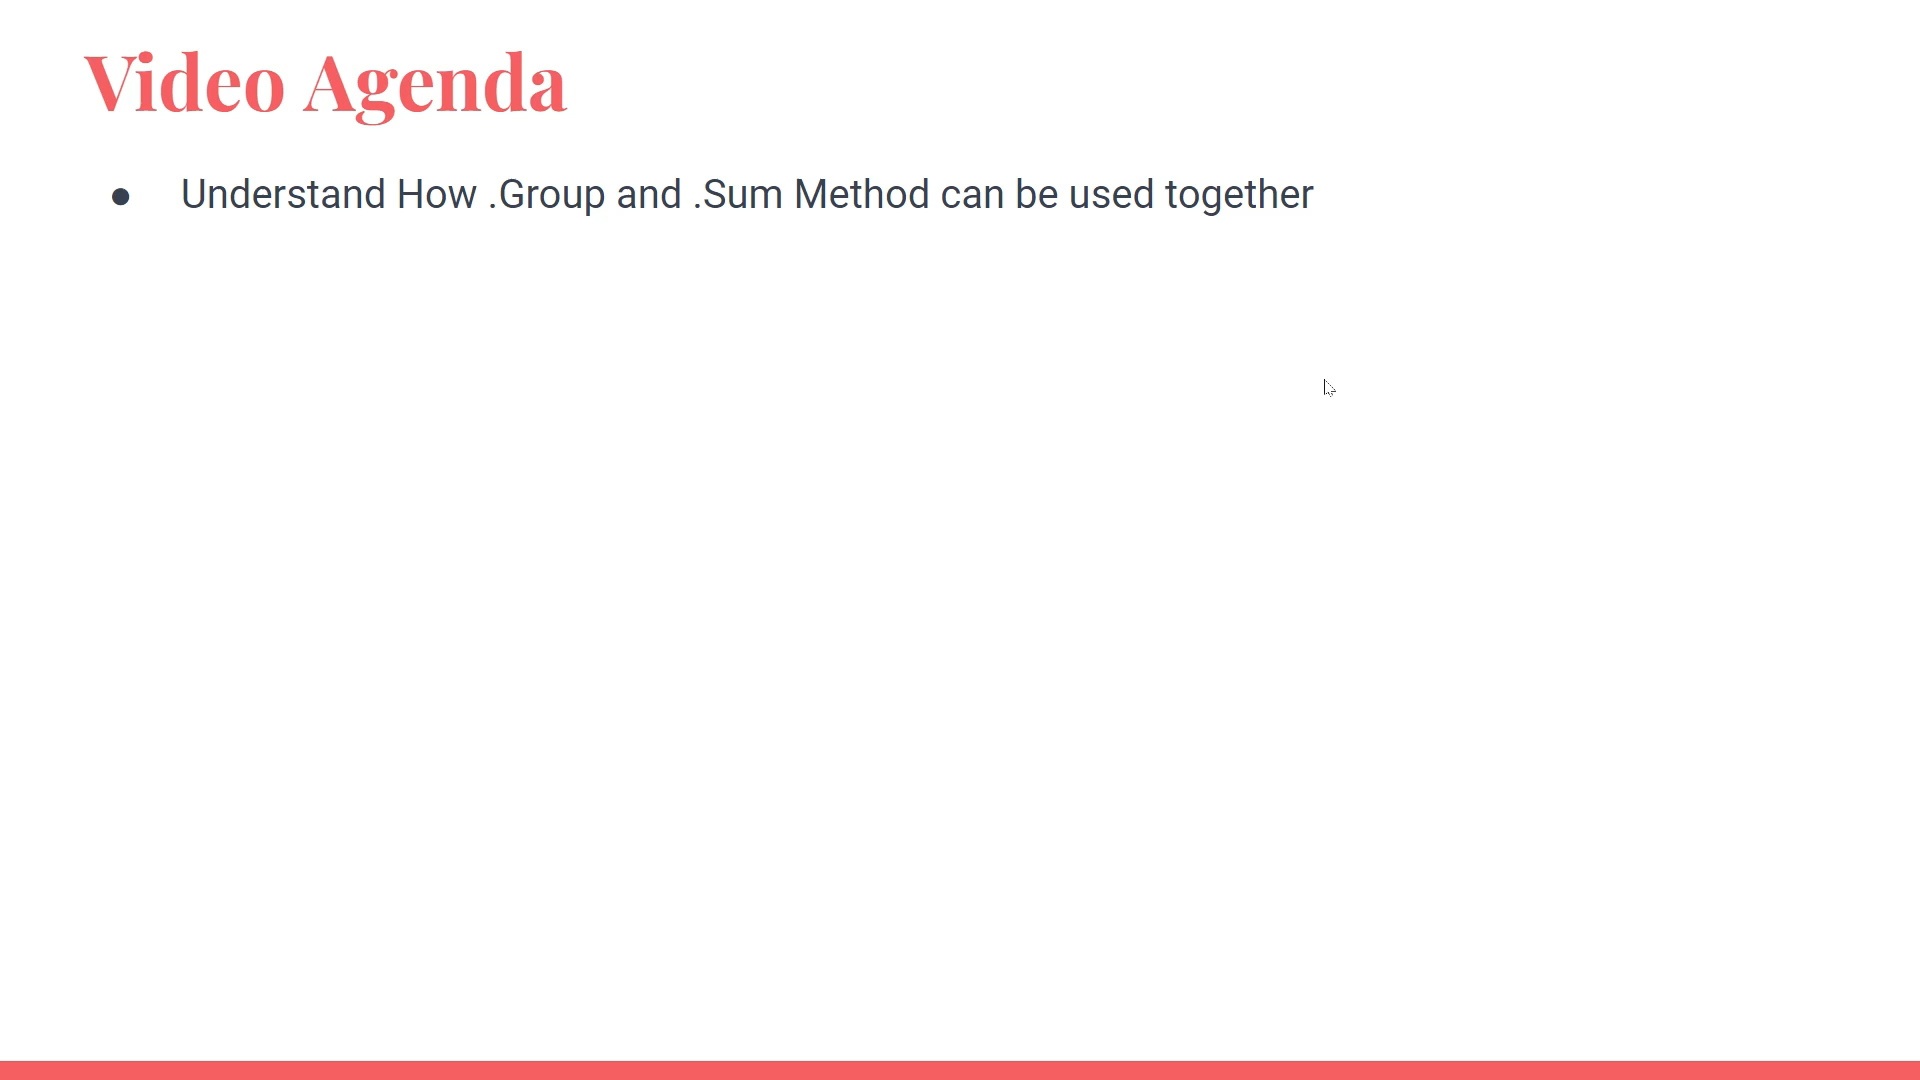 Video Agenda
● Understand How .Group and .Sum Method can be used together